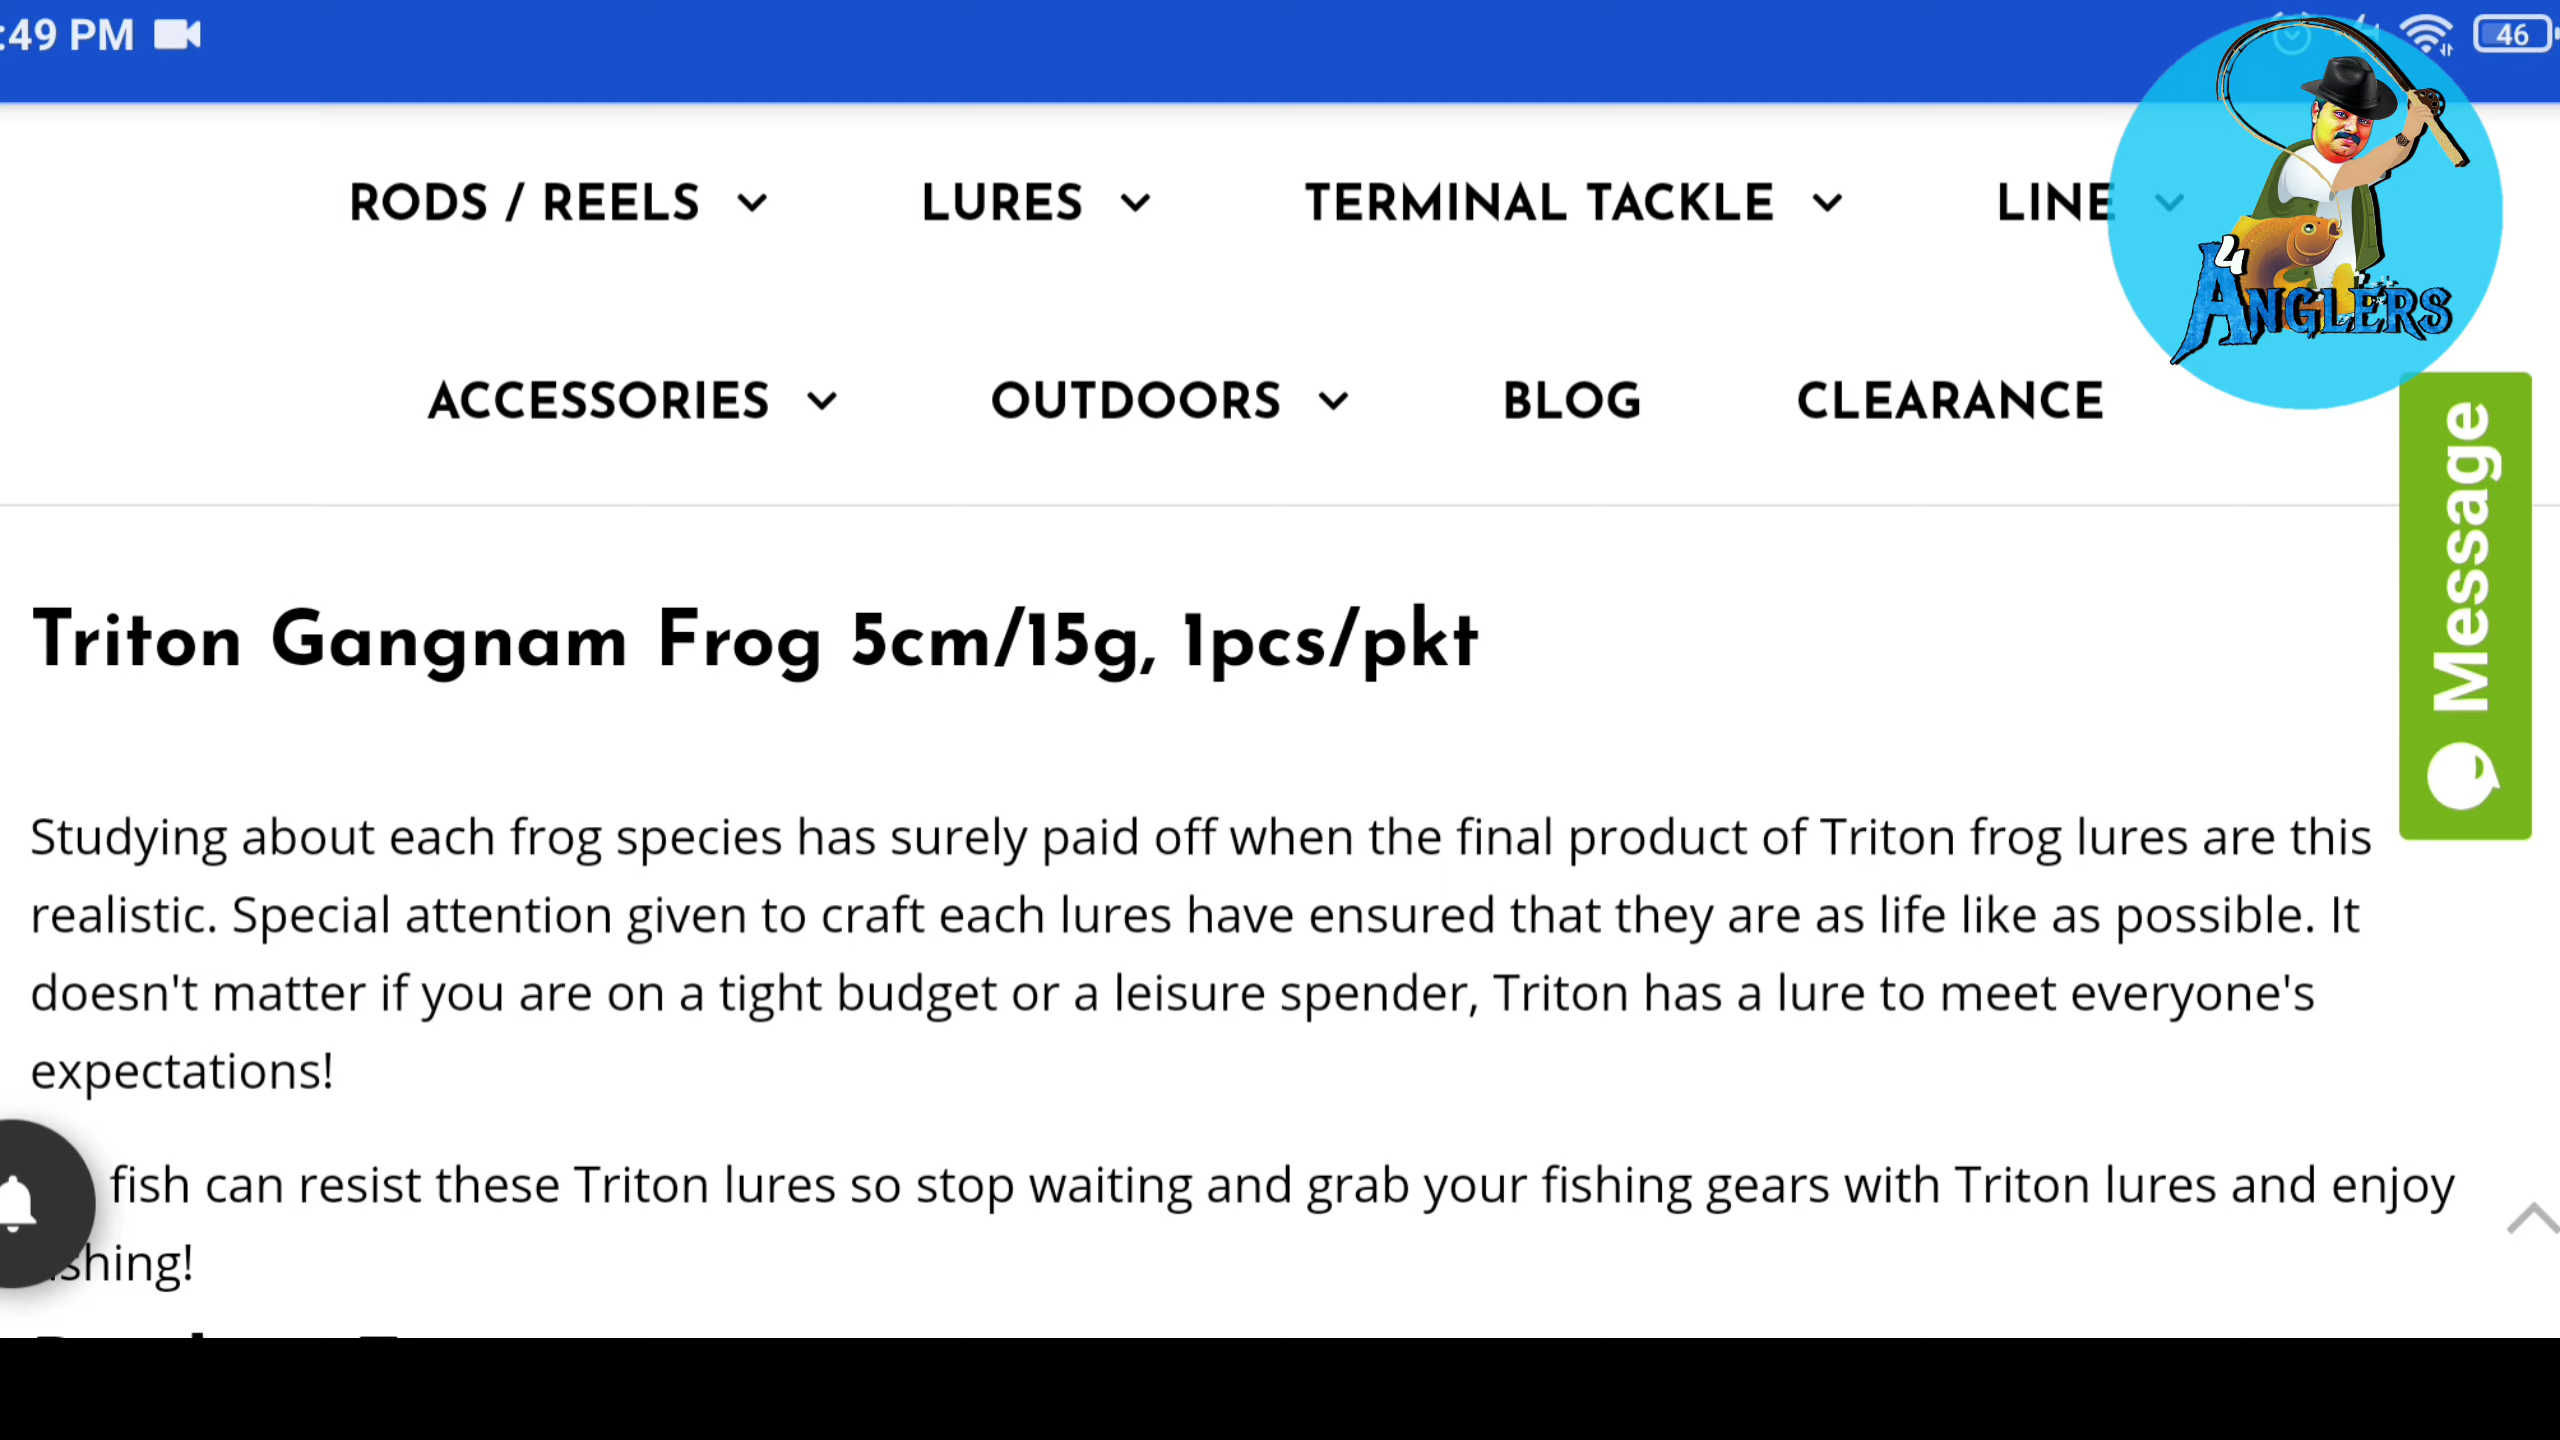 :49 PM
46
RODS / REELS LURES TERMINAL TACKLE LINE
4
ANGLERS
ACCESSORIES OUTDOORS BLOG CLEARANCE
Message
Triton Gangnam Frog 5cm/15g, 1pcs/pkt
Studying about each frog species has surely paid off when the final product of Triton frog lures are this
realistic. Special attention given to craft each lures have ensured that they are as life like as possible. It
doesn't matter if you are on a tight budget or a leisure spender, Triton has a lure to meet everyone's
expectations!
fish can resist these Triton lures so stop waiting and grab your fishing gears with Triton lures and enjoy
shing!